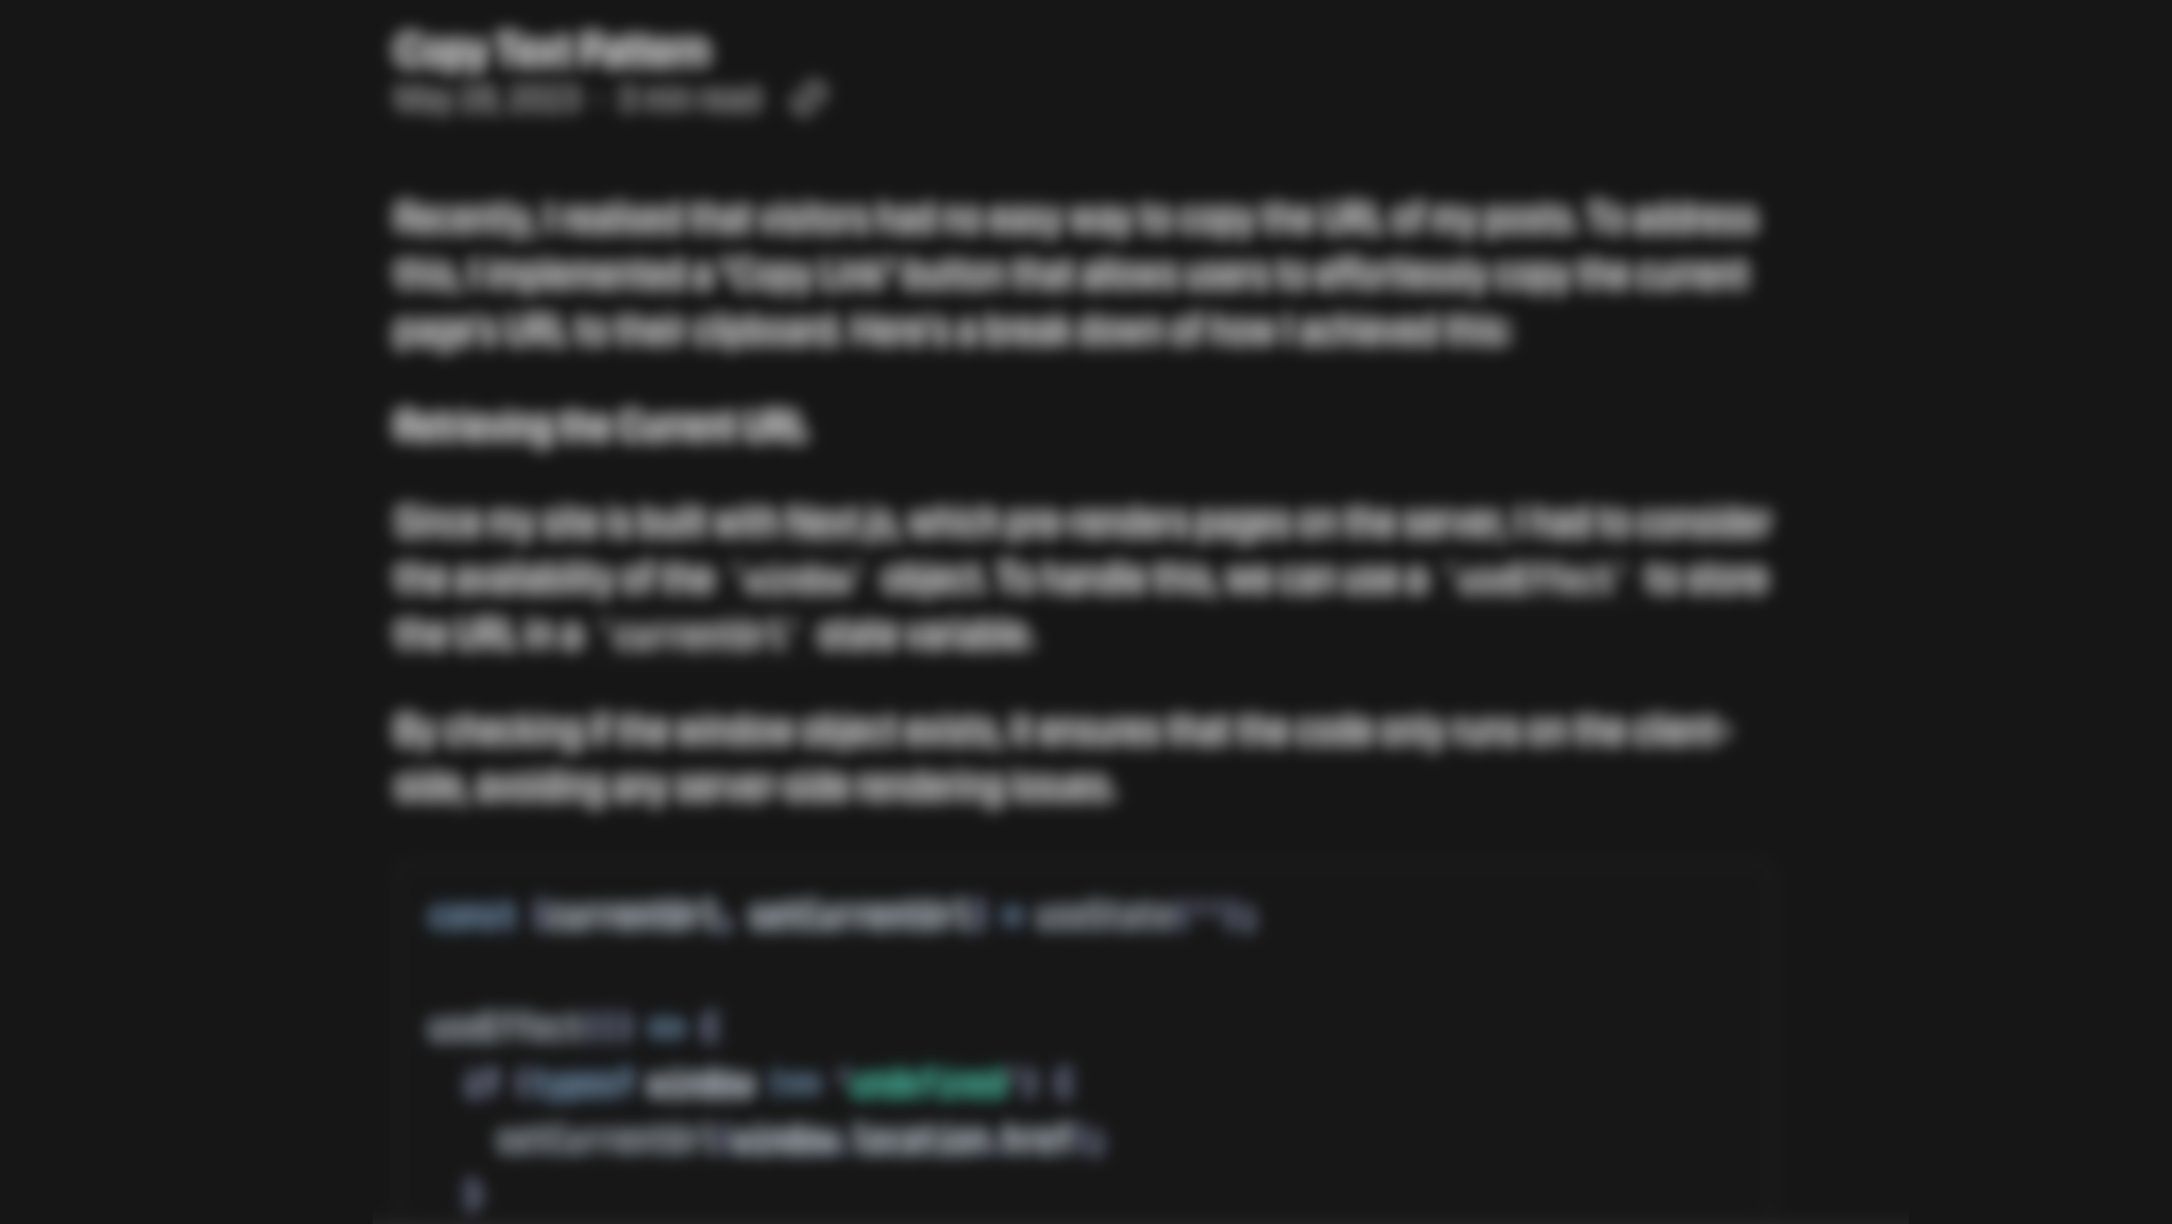 Copy Text Pattern
May 2023 · 3 min read
Recently, I realised that visitors had no easy way to copy the URL of my posts. To address
this, I implemented a "Copy Link" button that allows users to effortlessly copy the current
page's URL to their clipboard. Here's a break down of how I achieved this:
Retrieving the Current URL
Since my site is built with Next.js, which pre-renders pages on the server, I had to consider
the availability of the `window` object. To handle this, we can use a `useEffect` to store
the URL in a `currentUrl` state variable.
By checking if the window object exists, it ensures that the code only runs on the client-
side, avoiding any server-side rendering issues.
const [currentUrl, setCurrentUrl] = useState("");
useEffect(() => {
if (typeof window !== "undefined") {
setCurrentUrl(window.location.href);
}